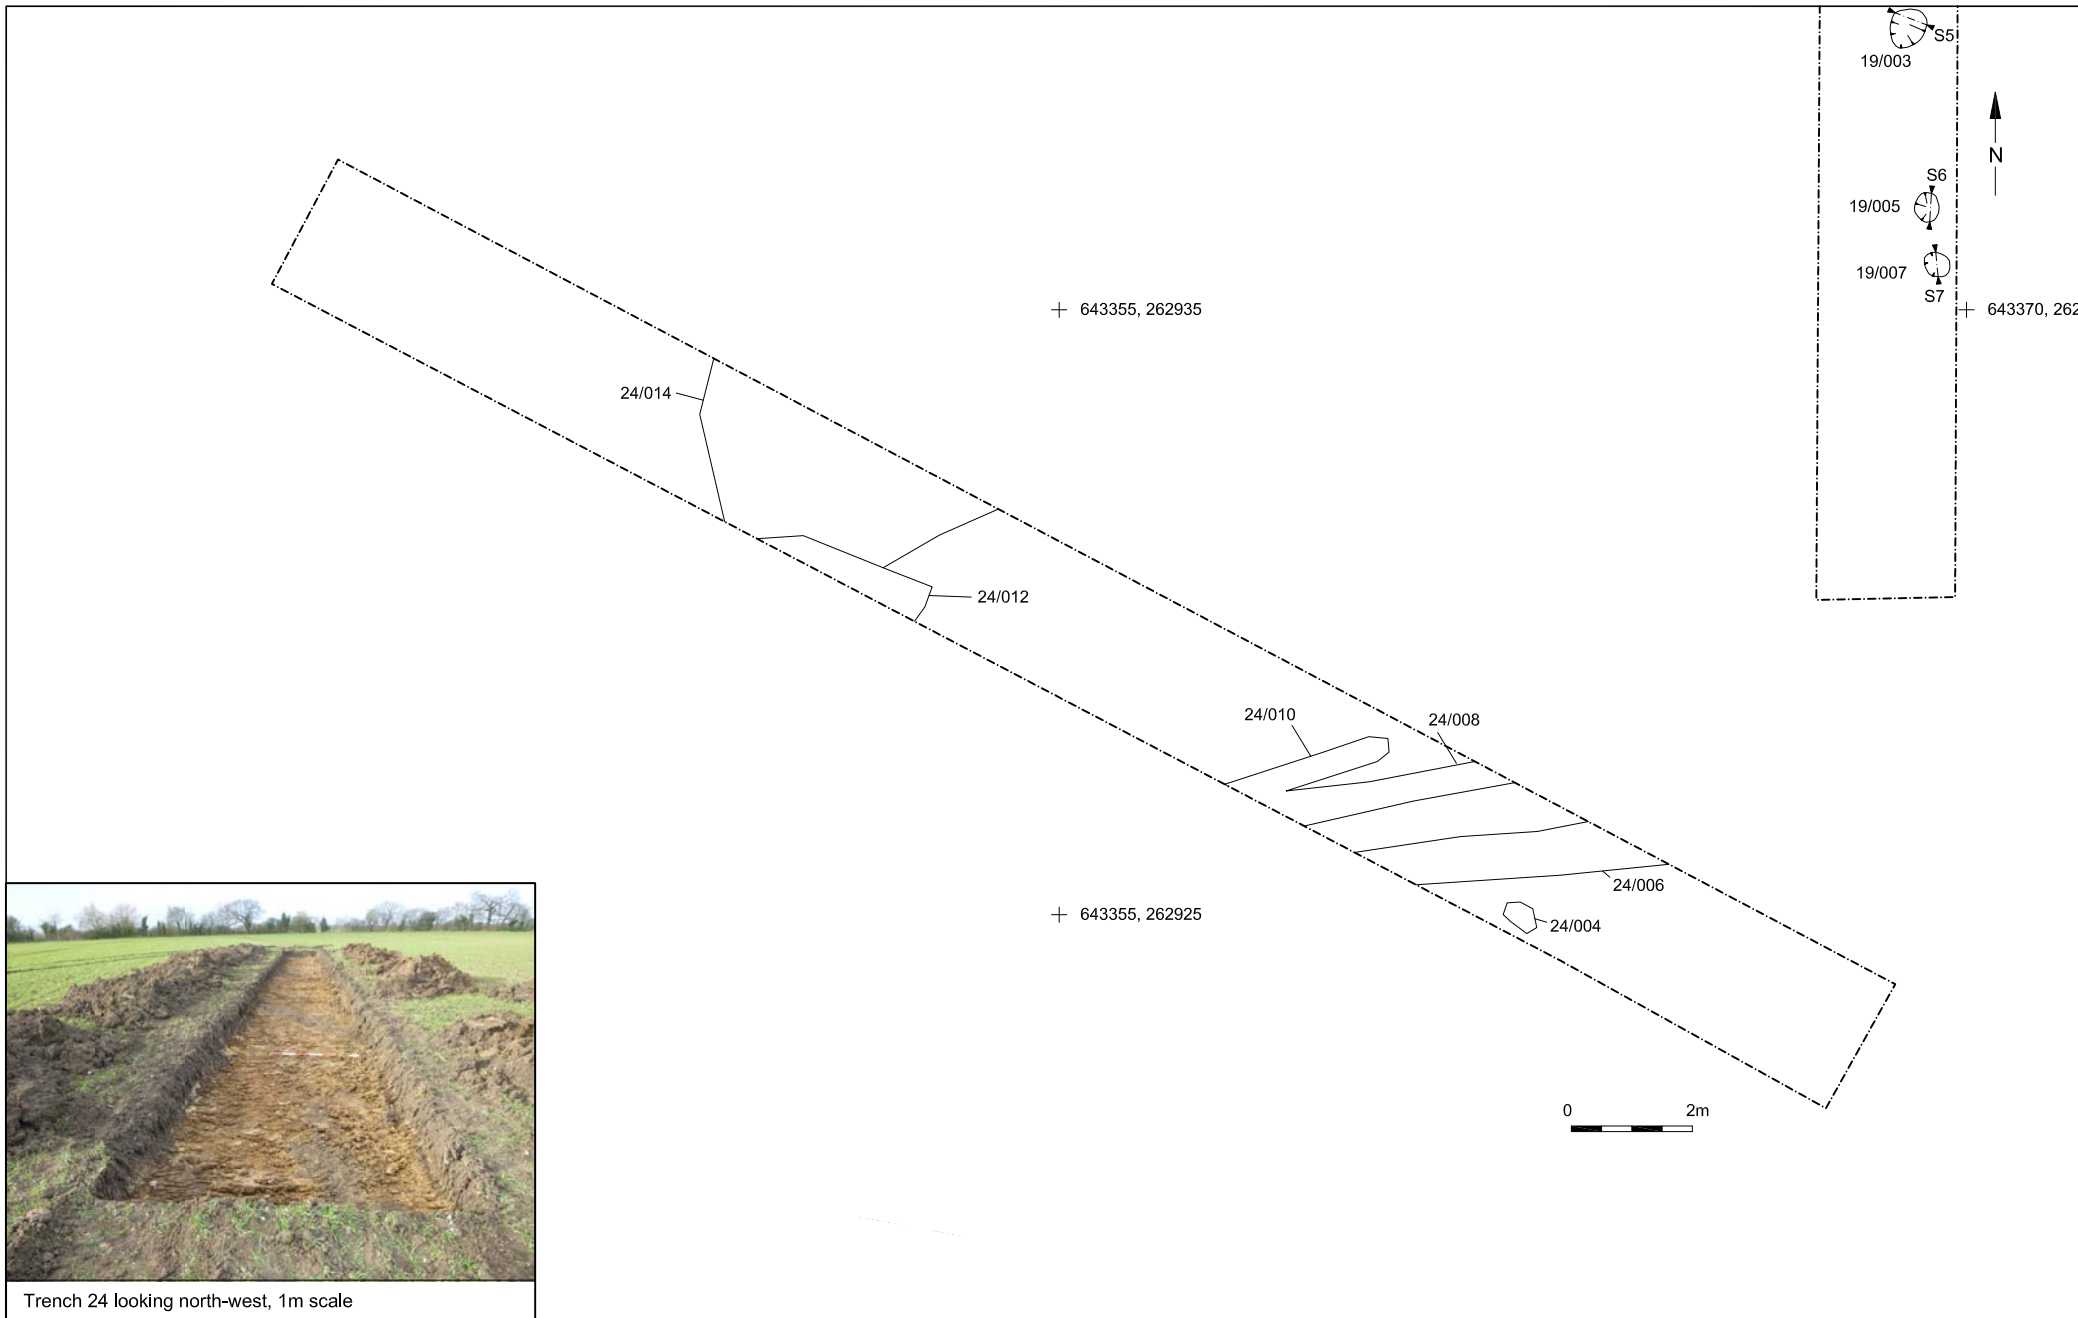 S5
19/003
N
S6
19/005
19/007
S7
643355, 262935
643370, 262
24/014
24/012
24/010
24/008
24/006
643355, 262925
24/004
0 2m
Trench 24 looking north-west, 1m scale